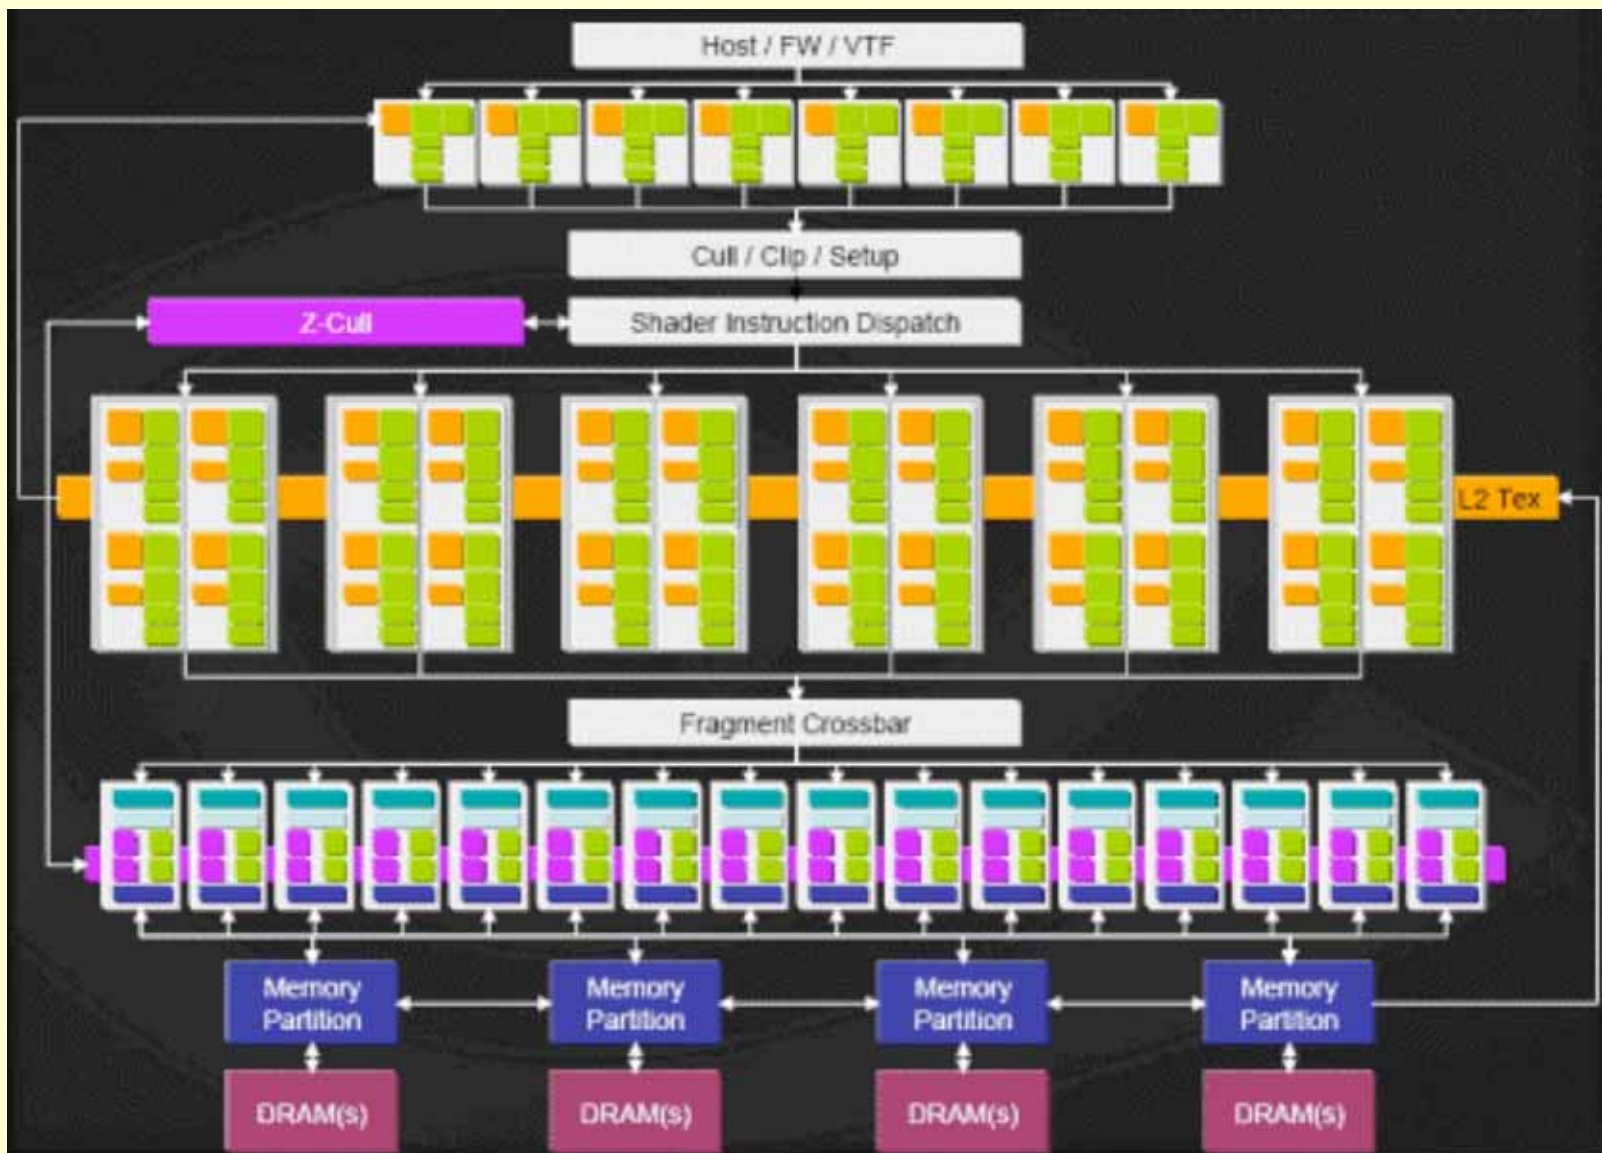 Host / FW / VTF
Cull / Clip / Setup
Z-Cull
Shader Instruction Dispatch
L2 Tex
Fragment Crossbar
Memory
Partition
Memory
Partition
Memory
Partition
Memory
Partition
DRAM(s)
DRAM(s)
DRAM(s)
DRAM(s)